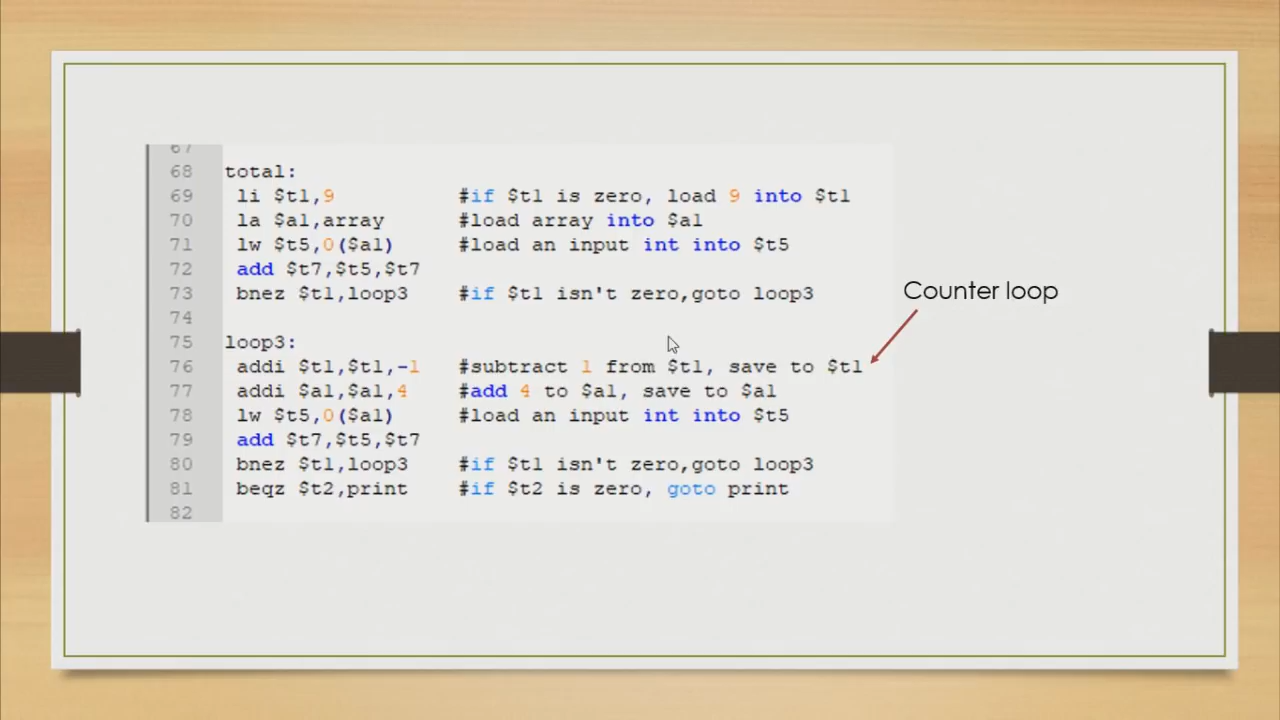 67
68 total:
69 li $t1,9 #if $t1 is zero, load 9 into $t1
70 la $a1,array #load array into $a1
71 lw $t5,0($a1) #load an input int into $t5
72 add $t7,$t5,$t7
73 bnez $t1,loop3 #if $t1 isn't zero,goto loop3
74
Counter loop
75 loop3:
76 addi $t1,$t1,-1 #subtract 1 from $t1, save to $t1
77 addi $a1,$a1,4 #add 4 to $a1, save to $a1
78 lw $t5,0($a1) #load an input int into $t5
79 add $t7,$t5,$t7
80 bnez $t1,loop3 #if $t1 isn't zero,goto loop3
81 beqz $t2,print #if $t2 is zero, goto print
82